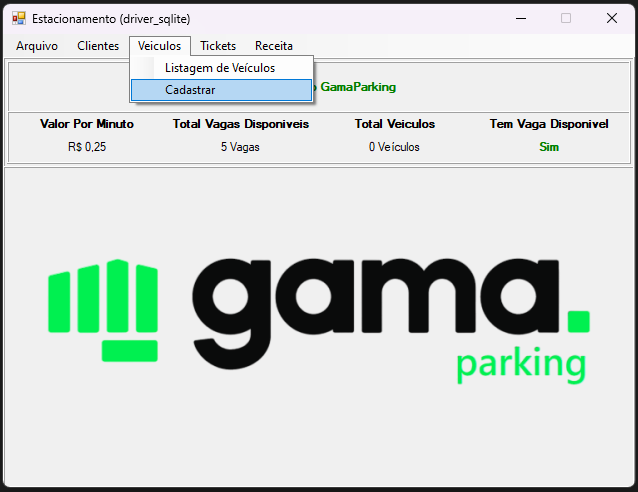 Estacionamento (driver_sqlite)
Arquivo Clientes Veiculos Tickets Receita
Listagem de Veículos
Cadastrar
GamaParking
Valor Por Minuto Total Vagas Disponiveis Total Veiculos Tem Vaga Disponivel
R$ 0,25 5 Vagas 0 Veículos Sim
gama.
parking